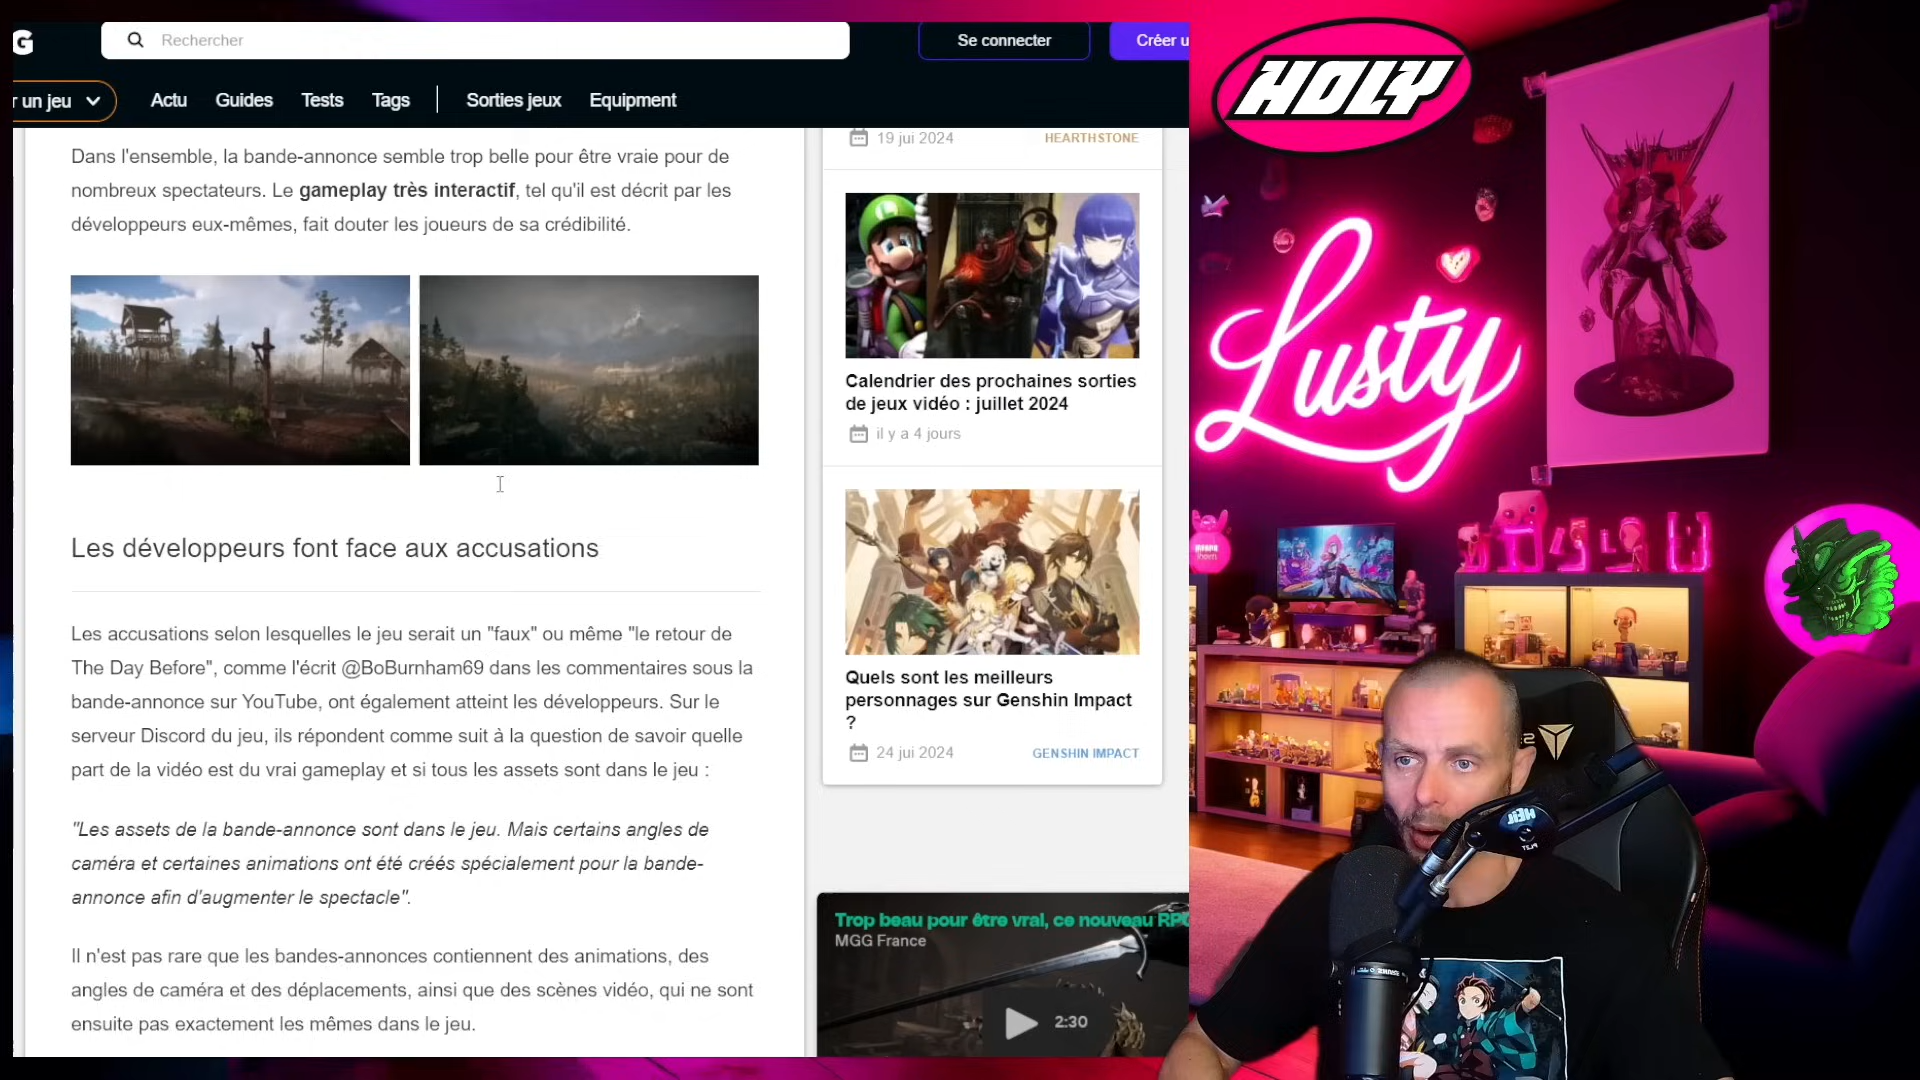 G
Rechercher
Se connecter
Créer u
r un jeu
Actu
Guides
Tests
Tags
Sorties jeux
Equipment
Dans l'ensemble, la bande-annonce semble trop belle pour être vraie pour de
nombreux spectateurs. Le gameplay très interactif, tel qu'il est décrit par les
développeurs eux-mêmes, fait douter les joueurs de sa crédibilité.
Les développeurs font face aux accusations
Les accusations selon lesquelles le jeu serait un "faux" ou même "le retour de
The Day Before", comme l'écrit @BoBurnham69 dans les commentaires sous la
bande-annonce sur YouTube, ont également atteint les développeurs. Sur le
serveur Discord du jeu, ils répondent comme suit à la question de savoir quelle
part de la vidéo est du vrai gameplay et si tous les assets sont dans le jeu :
"Les assets de la bande-annonce sont dans le jeu. Mais certains angles de
caméra et certaines animations ont été créés spécialement pour la bande-
annonce afin d'augmenter le spectacle".
Il n'est pas rare que les bandes-annonces contiennent des animations, des
angles de caméra et des déplacements, ainsi que des scènes vidéo, qui ne sont
ensuite pas exactement les mêmes dans le jeu.
19 jui 2024
HEARTHSTONE
Calendrier des prochaines sorties
de jeux vidéo : juillet 2024
il y a 4 jours
Quels sont les meilleurs
personnages sur Genshin Impact
?
24 jui 2024
GENSHIN IMPACT
Trop beau pour être vrai, ce nouveau RPG
MGG France
2:30
HOLY
Lusty